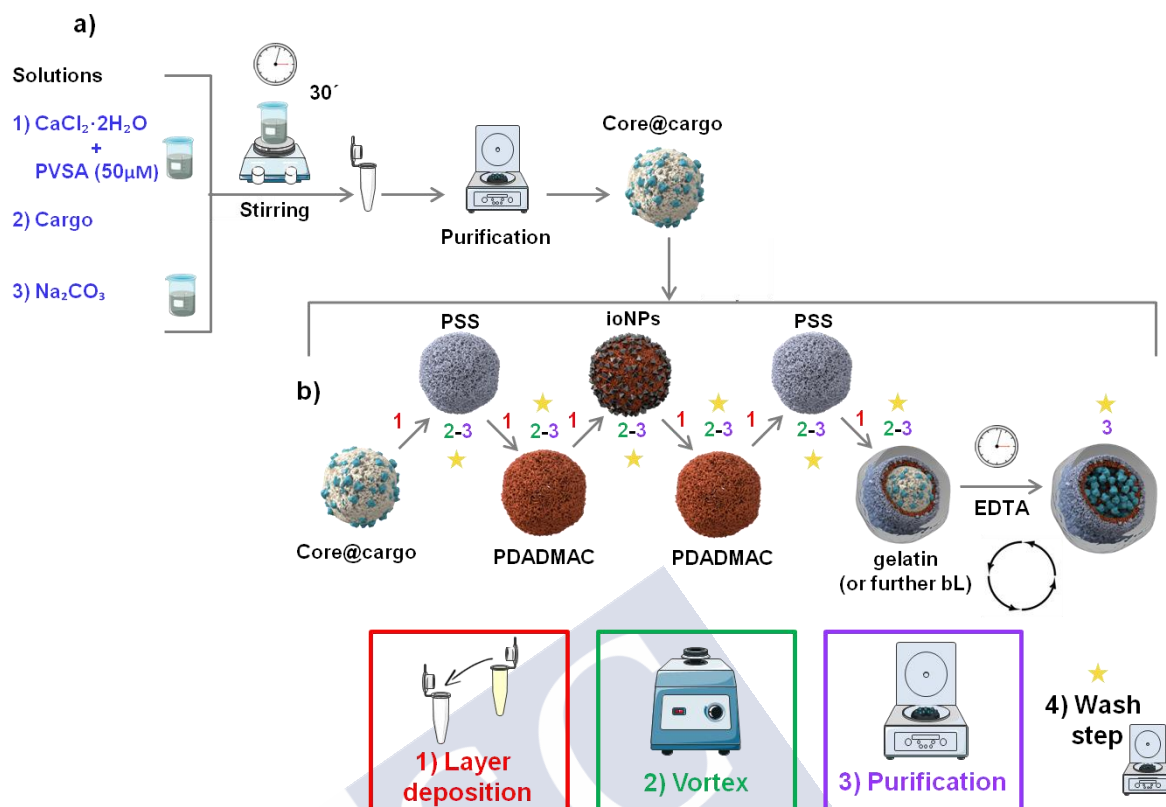 a)
Solutions
1) CaCl₂·2H₂O
+
PVSA (50µM)
2) Cargo
3) Na₂CO₃
30´
Stirring
Purification
Core@cargo
b)
PSS
ioNPs
PSS
1
2-3
1
2-3
1
2-3
1
2-3
1
2-3
1
2-3
3
Core@cargo
PDADMAC
PDADMAC
gelatin
(or further bL)
EDTA
1) Layer
deposition
2) Vortex
3) Purification
4) Wash
step